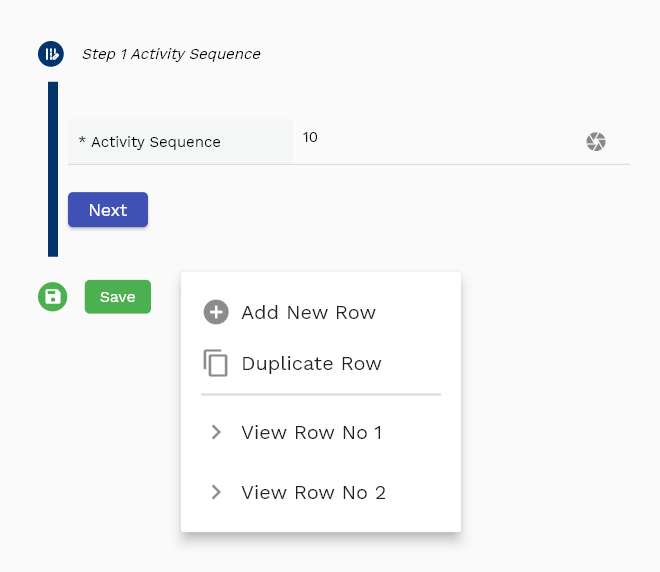 Step 1 Activity Sequence
* Activity Sequence
10
Next
Save
Add New Row
Duplicate Row
View Row No 1
View Row No 2